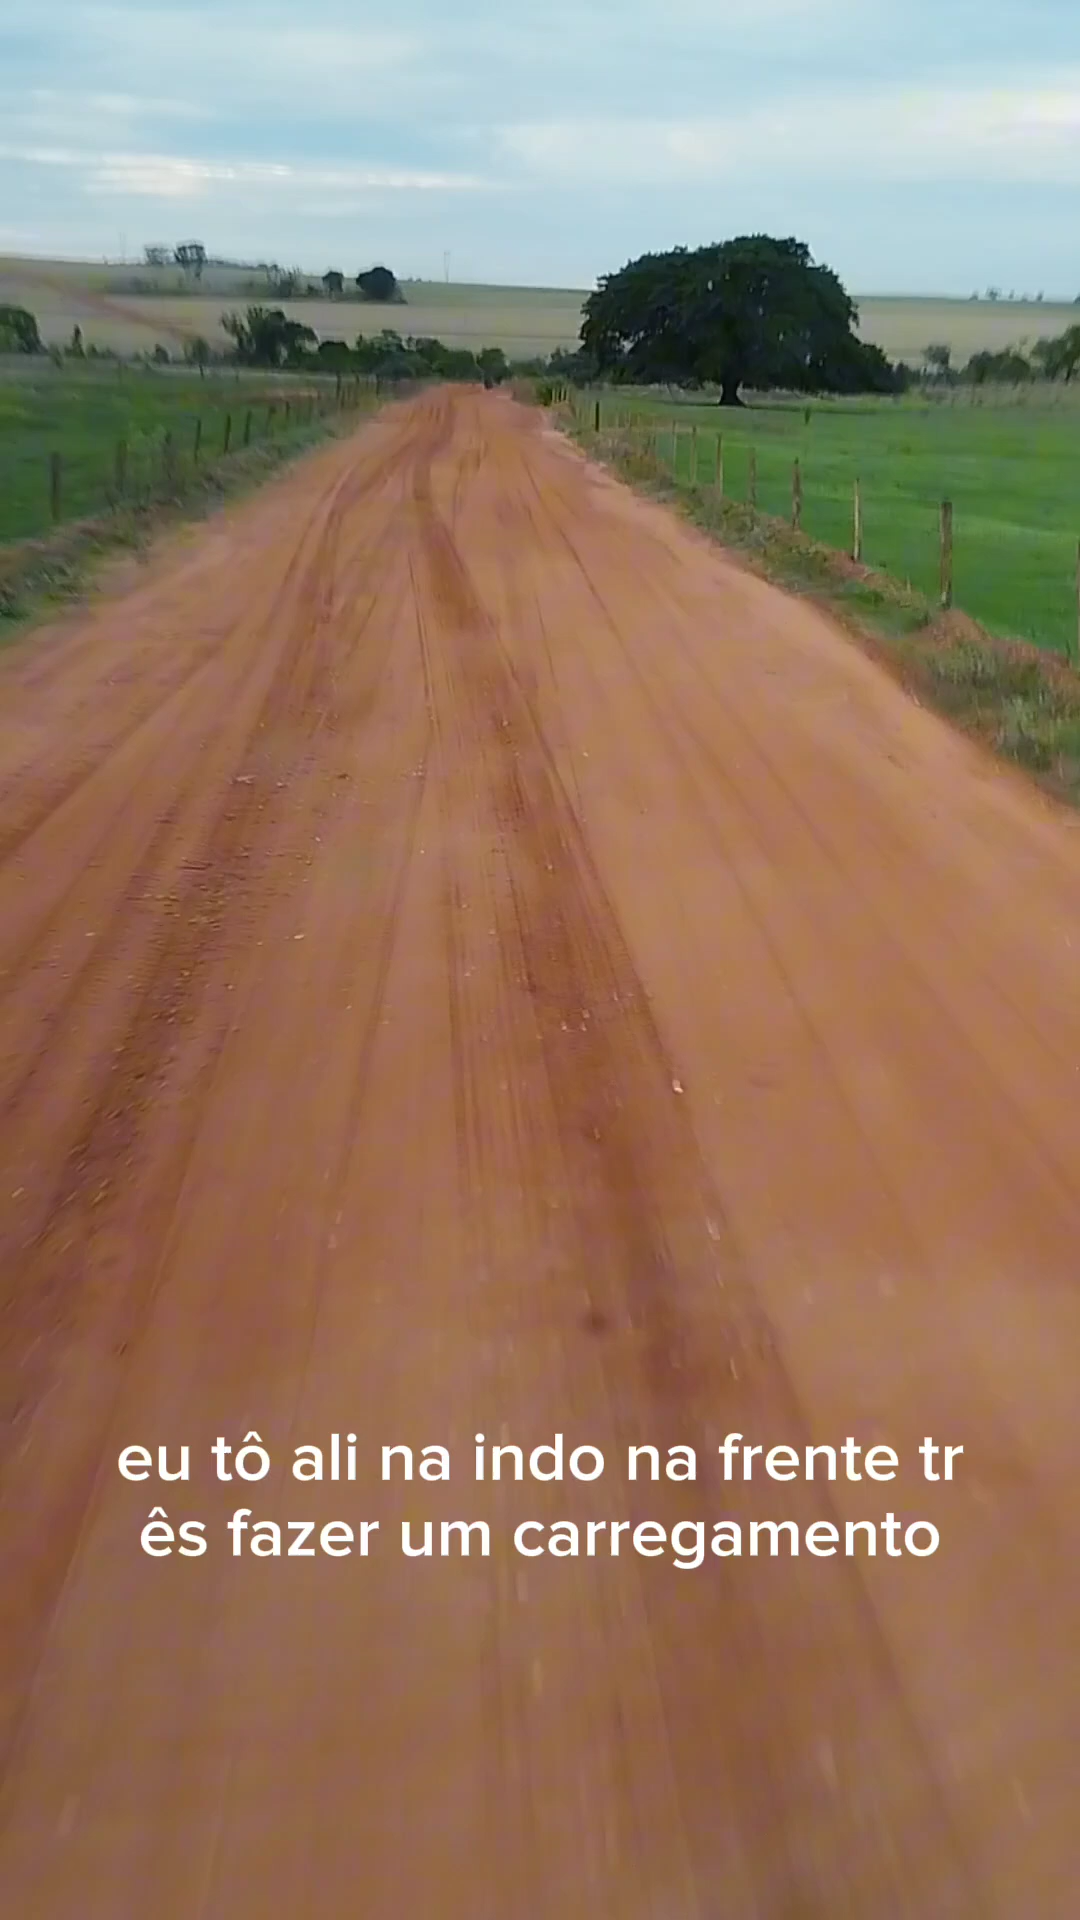 eu tô ali na indo na frente tr
ês fazer um carregamento